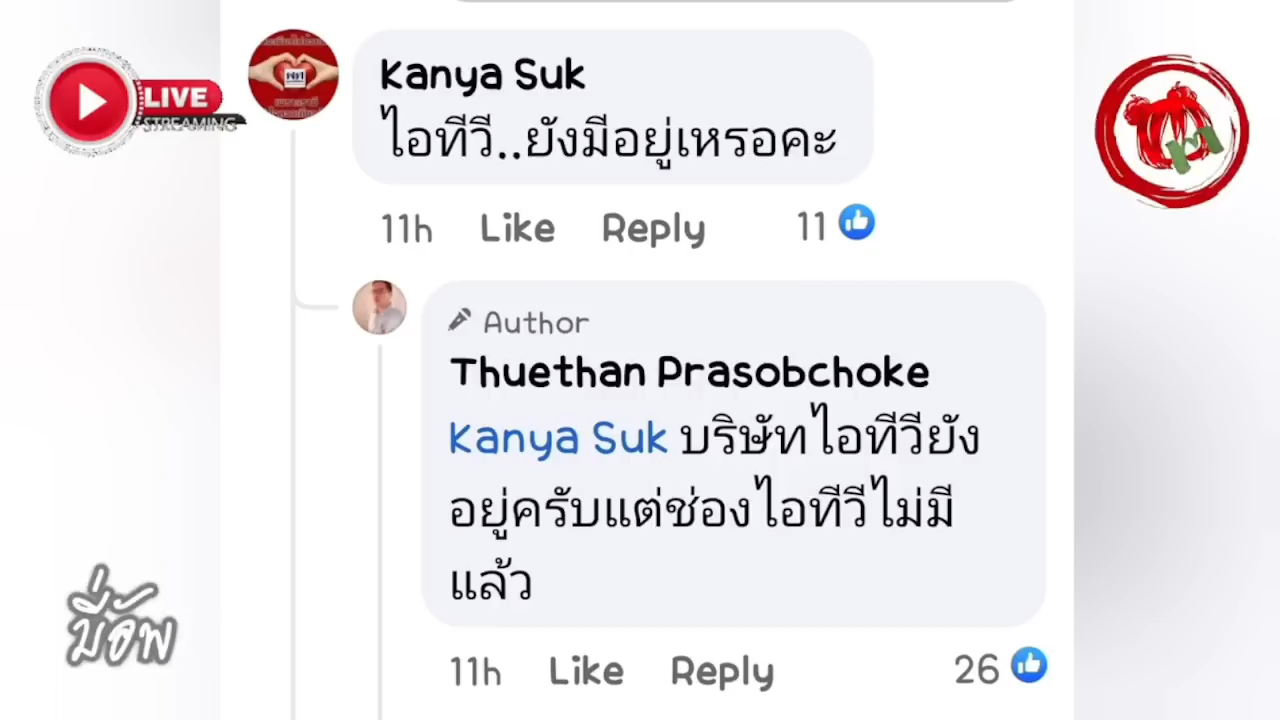 LIVE
STREAMING
Kanya Suk
ไอทีวี..ยังมีอยู่เหรอคะ
11h Like Reply 11
Author
Thuethan Prasobchoke
Kanya Suk บริษัทไอทีวียัง
อยู่ครับแต่ช่องไอทีวีไม่มี
แล้ว
11h Like Reply 26